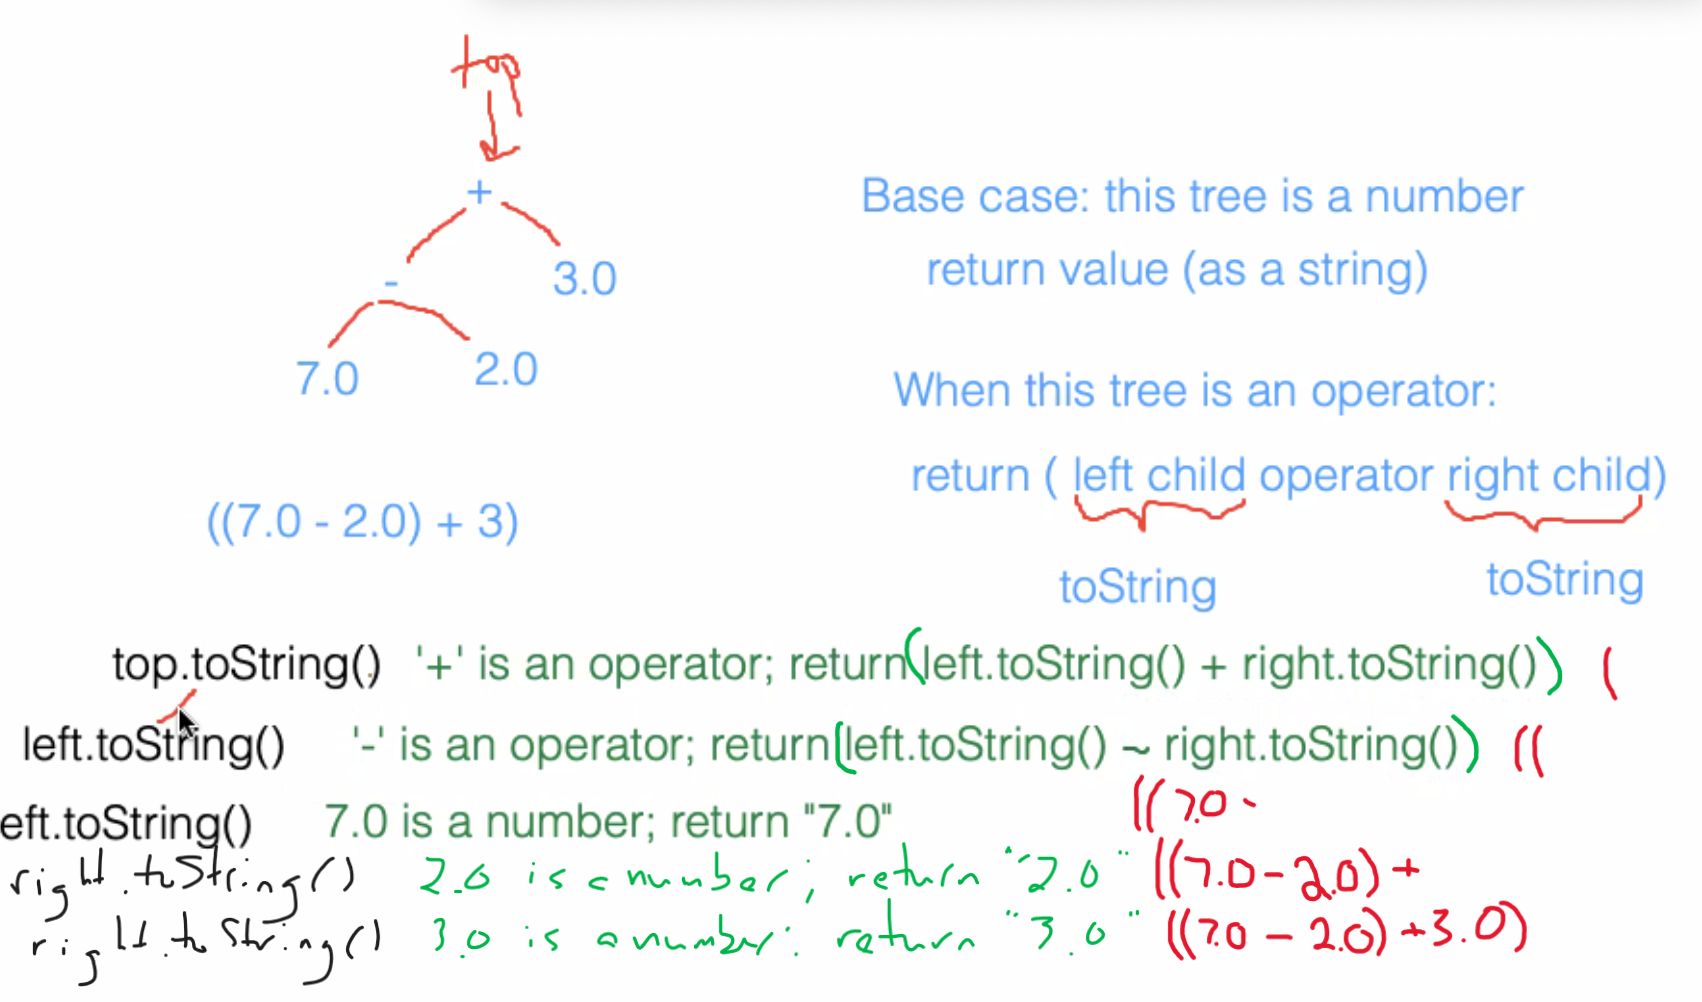 top
+
- 3.0
7.0 2.0
((7.0 - 2.0) + 3)
Base case: this tree is a number
return value (as a string)
When this tree is an operator:
return ( left child operator right child)
toString toString
top.toString() '+' is an operator; return(left.toString() + right.toString()) (
left.toString() '-' is an operator; return(left.toString() ~ right.toString()) ((
((7.0 -
eft.toString() 7.0 is a number; return "7.0"
right.toString() 2.0 is a number; return "2.0" ((7.0 - 2.0) +
right.toString() 3.0 is a number; return "3.0" ((7.0 - 2.0) + 3.0)